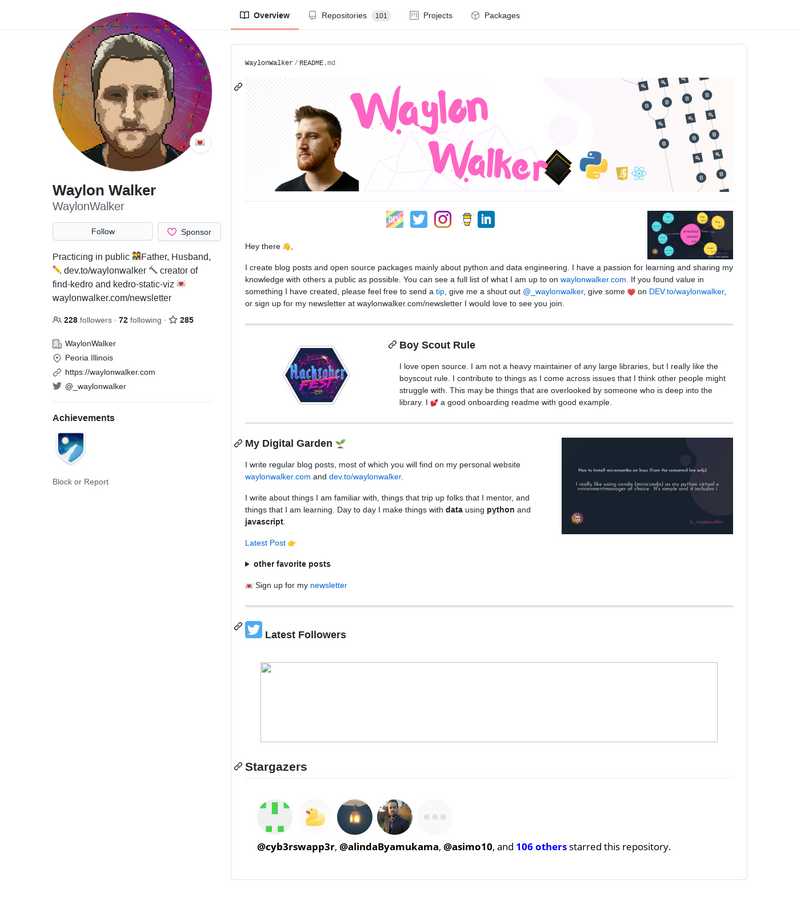 Overview
Repositories 101
Projects
Packages
Waylon Walker
WaylonWalker
Follow
Sponsor
Practicing in public 👨‍👩‍👧‍👧Father, Husband,
✏️ dev.to/waylonwalker 🔨 creator of
find-kedro and kedro-static-viz 💌
waylonwalker.com/newsletter
228 followers · 72 following · 285
WaylonWalker
Peoria Illinois
https://waylonwalker.com
@_waylonwalker
Achievements
Block or Report
WaylonWalker / README.md
Waylon
Walker
Hey there 👋,
I create blog posts and open source packages mainly about python and data engineering. I have a passion for learning and sharing my
knowledge with others a public as possible. You can see a full list of what I am up to on waylonwalker.com. If you found value in
something I have created, please feel free to send a tip, give me a shout out @_waylonwalker, give some ❤️ on DEV.to/waylonwalker,
or sign up for my newsletter at waylonwalker.com/newsletter I would love to see you join.
Hacktober
FEST
Boy Scout Rule
I love open source. I am not a heavy maintainer of any large libraries, but I really like the
boyscout rule. I contribute to things as I come across issues that I think other people might
struggle with. This may be things that are overlooked by someone who is deep into the
library. I 💕 a good onboarding readme with good example.
My Digital Garden 🌱
I write regular blog posts, most of which you will find on my personal website
waylonwalker.com and dev.to/waylonwalker.
I write about things I am familiar with, things that trip up folks that I mentor, and
things that I am learning. Day to day I make things with data using python and
javascript.
Latest Post 👉
other favorite posts
💌 Sign up for my newsletter
Latest Followers
Stargazers
@cyb3rswapp3r, @alindaByamukama, @asimo10, and 106 others starred this repository.